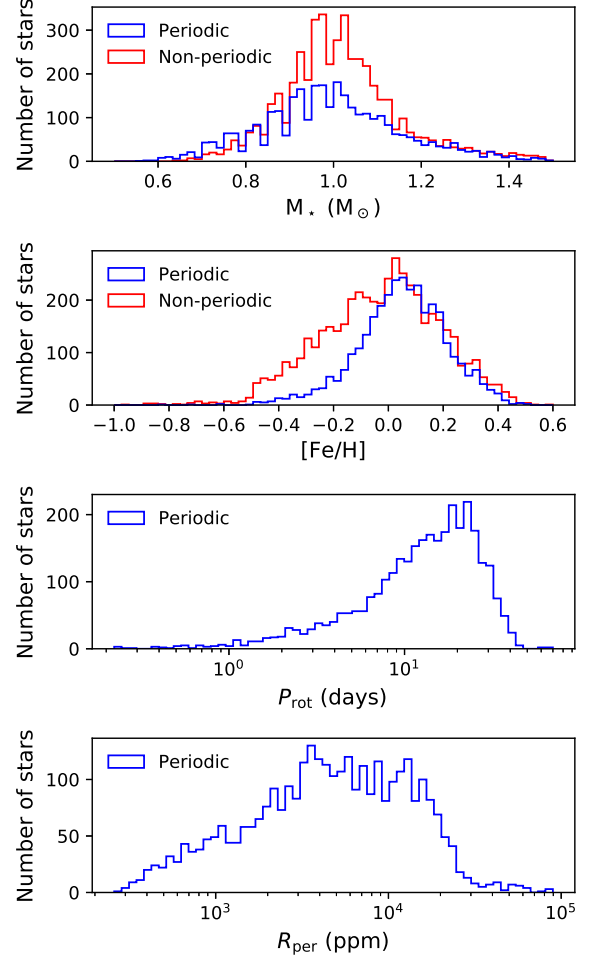 Number of stars
300
200
100
0
Periodic
Non-periodic
0.6 0.8 1.0 1.2 1.4
M⋆ (M⊙)
Number of stars
200
100
0
Periodic
Non-periodic
−1.0 −0.8 −0.6 −0.4 −0.2 0.0 0.2 0.4 0.6
[Fe/H]
Number of stars
200
100
0
Periodic
10⁰ 10¹
P_rot (days)
Number of stars
100
50
0
Periodic
10³ 10⁴ 10⁵
R_per (ppm)